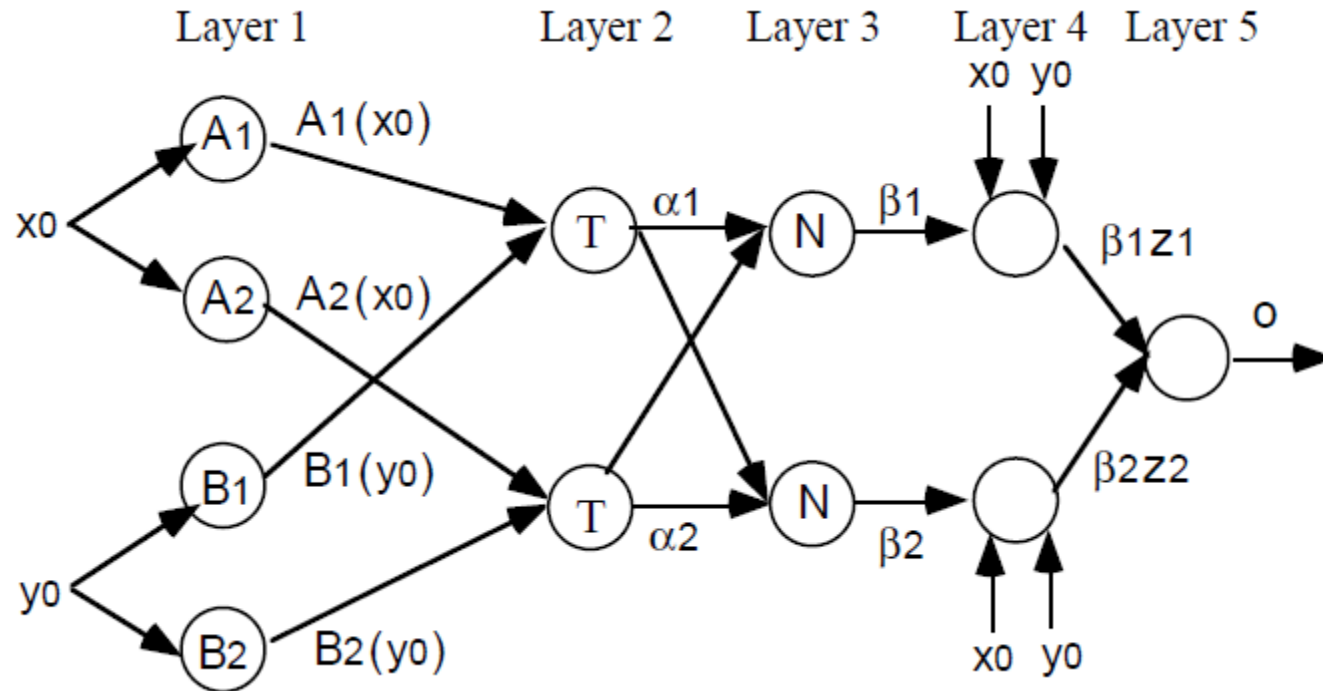 Layer 1 Layer 2 Layer 3 Layer 4 Layer 5
x0 y0
A1 A1(x0)
x0 T α1 N β1
β1z1
A2 A2(x0)
o
B1 B1(y0)
β2z2
T α2 N β2
y0
B2 B2(y0)
x0 y0